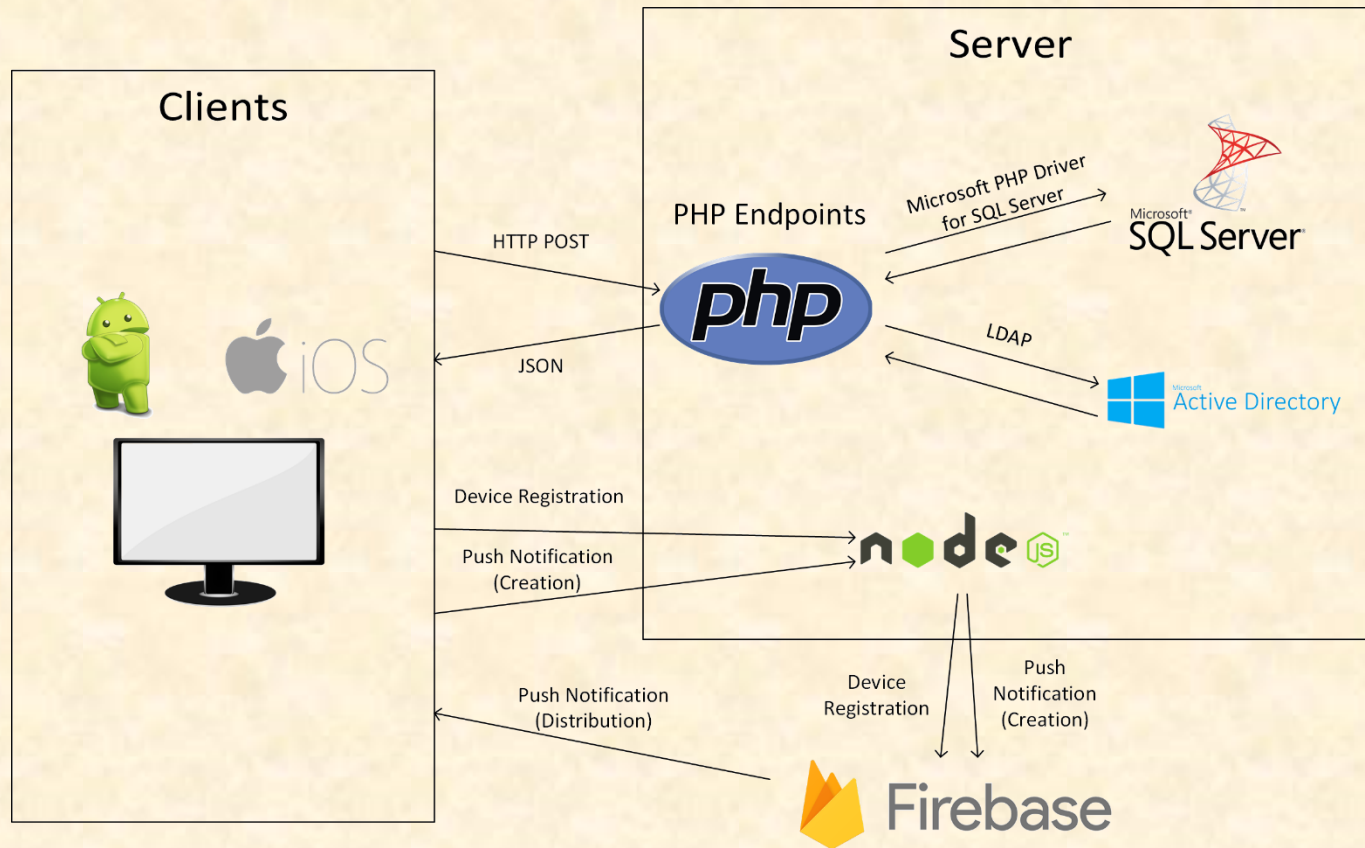 Server
Clients
Microsoft PHP Driver
for SQL Server
Microsoft®
SQL Server®
PHP Endpoints
php
HTTP POST
JSON
iOS
LDAP
Microsoft
Active Directory
Device Registration
Push Notification
(Creation)
node
JS™
Device
Registration
Push
Notification
(Creation)
Push Notification
(Distribution)
Firebase